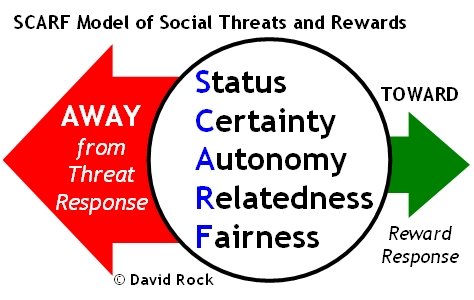 SCARF Model of Social Threats and Rewards
AWAY
from
Threat
Response
Status
Certainty
Autonomy
Relatedness
Fairness
TOWARD
Reward
Response
© David Rock